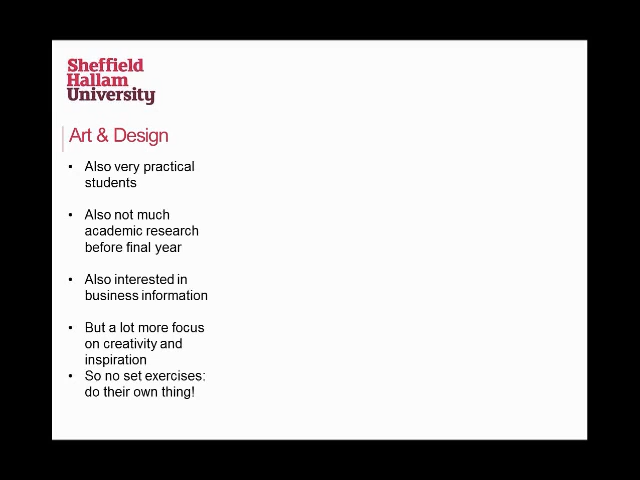 Sheffield
Hallam
University
Art & Design
• Also very practical
students
• Also not much
academic research
before final year
• Also interested in
business information
• But a lot more focus
on creativity and
inspiration
• So no set exercises:
do their own thing!